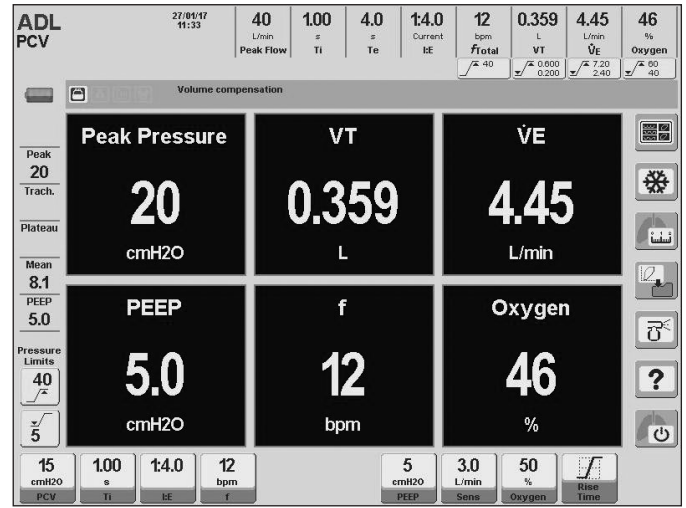 ADL
PCV
27/01/17
11:33
40
L/min
Peak Flow
1.00
s
Ti
4.0
s
Te
1:4.0
Current
I:E
12
bpm
fTotal
40
0.359
L
VT
0.600
0.200
4.45
L/min
V̇E
7.20
2.40
46
%
Oxygen
60
40
Volume compensation
Peak
20
Trach.
Plateau
Mean
8.1
PEEP
5.0
Pressure
Limits
40
5
Peak Pressure
20
cmH2O
VT
0.359
L
V̇E
4.45
L/min
PEEP
5.0
cmH2O
f
12
bpm
Oxygen
46
%
?
15
cmH2O
PCV
1.00
s
Ti
1:4.0
I:E
12
bpm
f
5
cmH2O
PEEP
3.0
L/min
Sens
50
%
Oxygen
Rise
Time